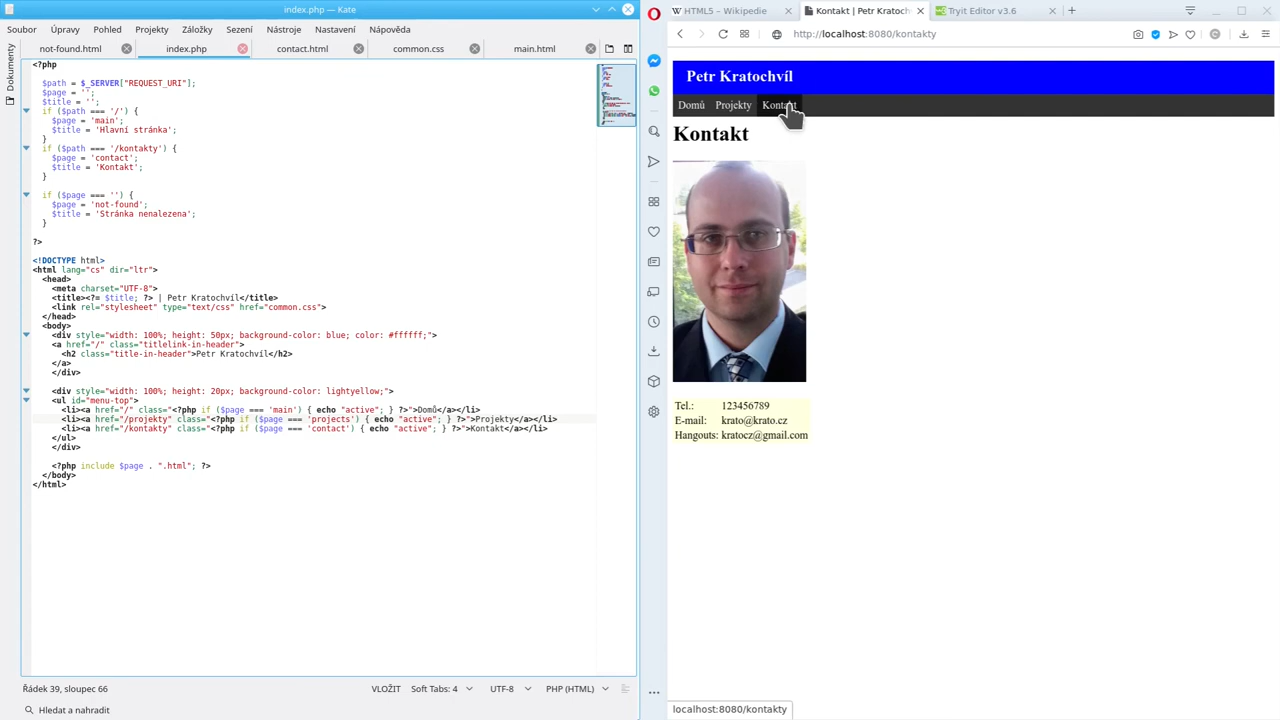 index.php — Kate
Soubor Úpravy Pohled Projekty Záložky Sezení Nástroje Nastavení Nápověda
Dokumenty
not-found.html index.php contact.html common.css main.html
<?php
$path = $_SERVER["REQUEST_URI"];
$page = '';
$title = '';
if ($path === '/') {
$page = 'main';
$title = 'Hlavní stránka';
}
if ($path === '/kontakty') {
$page = 'contact';
$title = 'Kontakt';
}
if ($page === '') {
$page = 'not-found';
$title = 'Stránka nenalezena';
}
?>
<!DOCTYPE html>
<html lang="cs" dir="ltr">
<head>
<meta charset="UTF-8">
<title><?= $title; ?> | Petr Kratochvíl</title>
<link rel="stylesheet" type="text/css" href="common.css">
</head>
<body>
<div style="width: 100%; height: 50px; background-color: blue; color: #ffffff;">
<a href="/" class="titlelink-in-header">
<h2 class="title-in-header">Petr Kratochvíl</h2>
</a>
</div>
<div style="width: 100%; height: 20px; background-color: lightyellow;">
<ul id="menu-top">
<li><a href="/" class="<?php if ($page === 'main') { echo "active"; } ?>">Domů</a></li>
<li><a href="/projekty" class="<?php if ($page === 'projects') { echo "active"; } ?>">Projekty</a></li>
<li><a href="/kontakty" class="<?php if ($page === 'contact') { echo "active"; } ?>">Kontakt</a></li>
</ul>
</div>
<?php include $page . ".html"; ?>
</body>
</html>
Řádek 39, sloupec 66 VLOŽIT Soft Tabs: 4 UTF-8 PHP (HTML)
Hledat a nahradit
HTML5 – Wikipedie Kontakt | Petr Kratoch Tryit Editor v3.6
http://localhost:8080/kontakty
Petr Kratochvíl
Domů Projekty Kontakt
Kontakt
Tel.: 123456789
E-mail: krato@krato.cz
Hangouts: kratocz@gmail.com
localhost:8080/kontakty